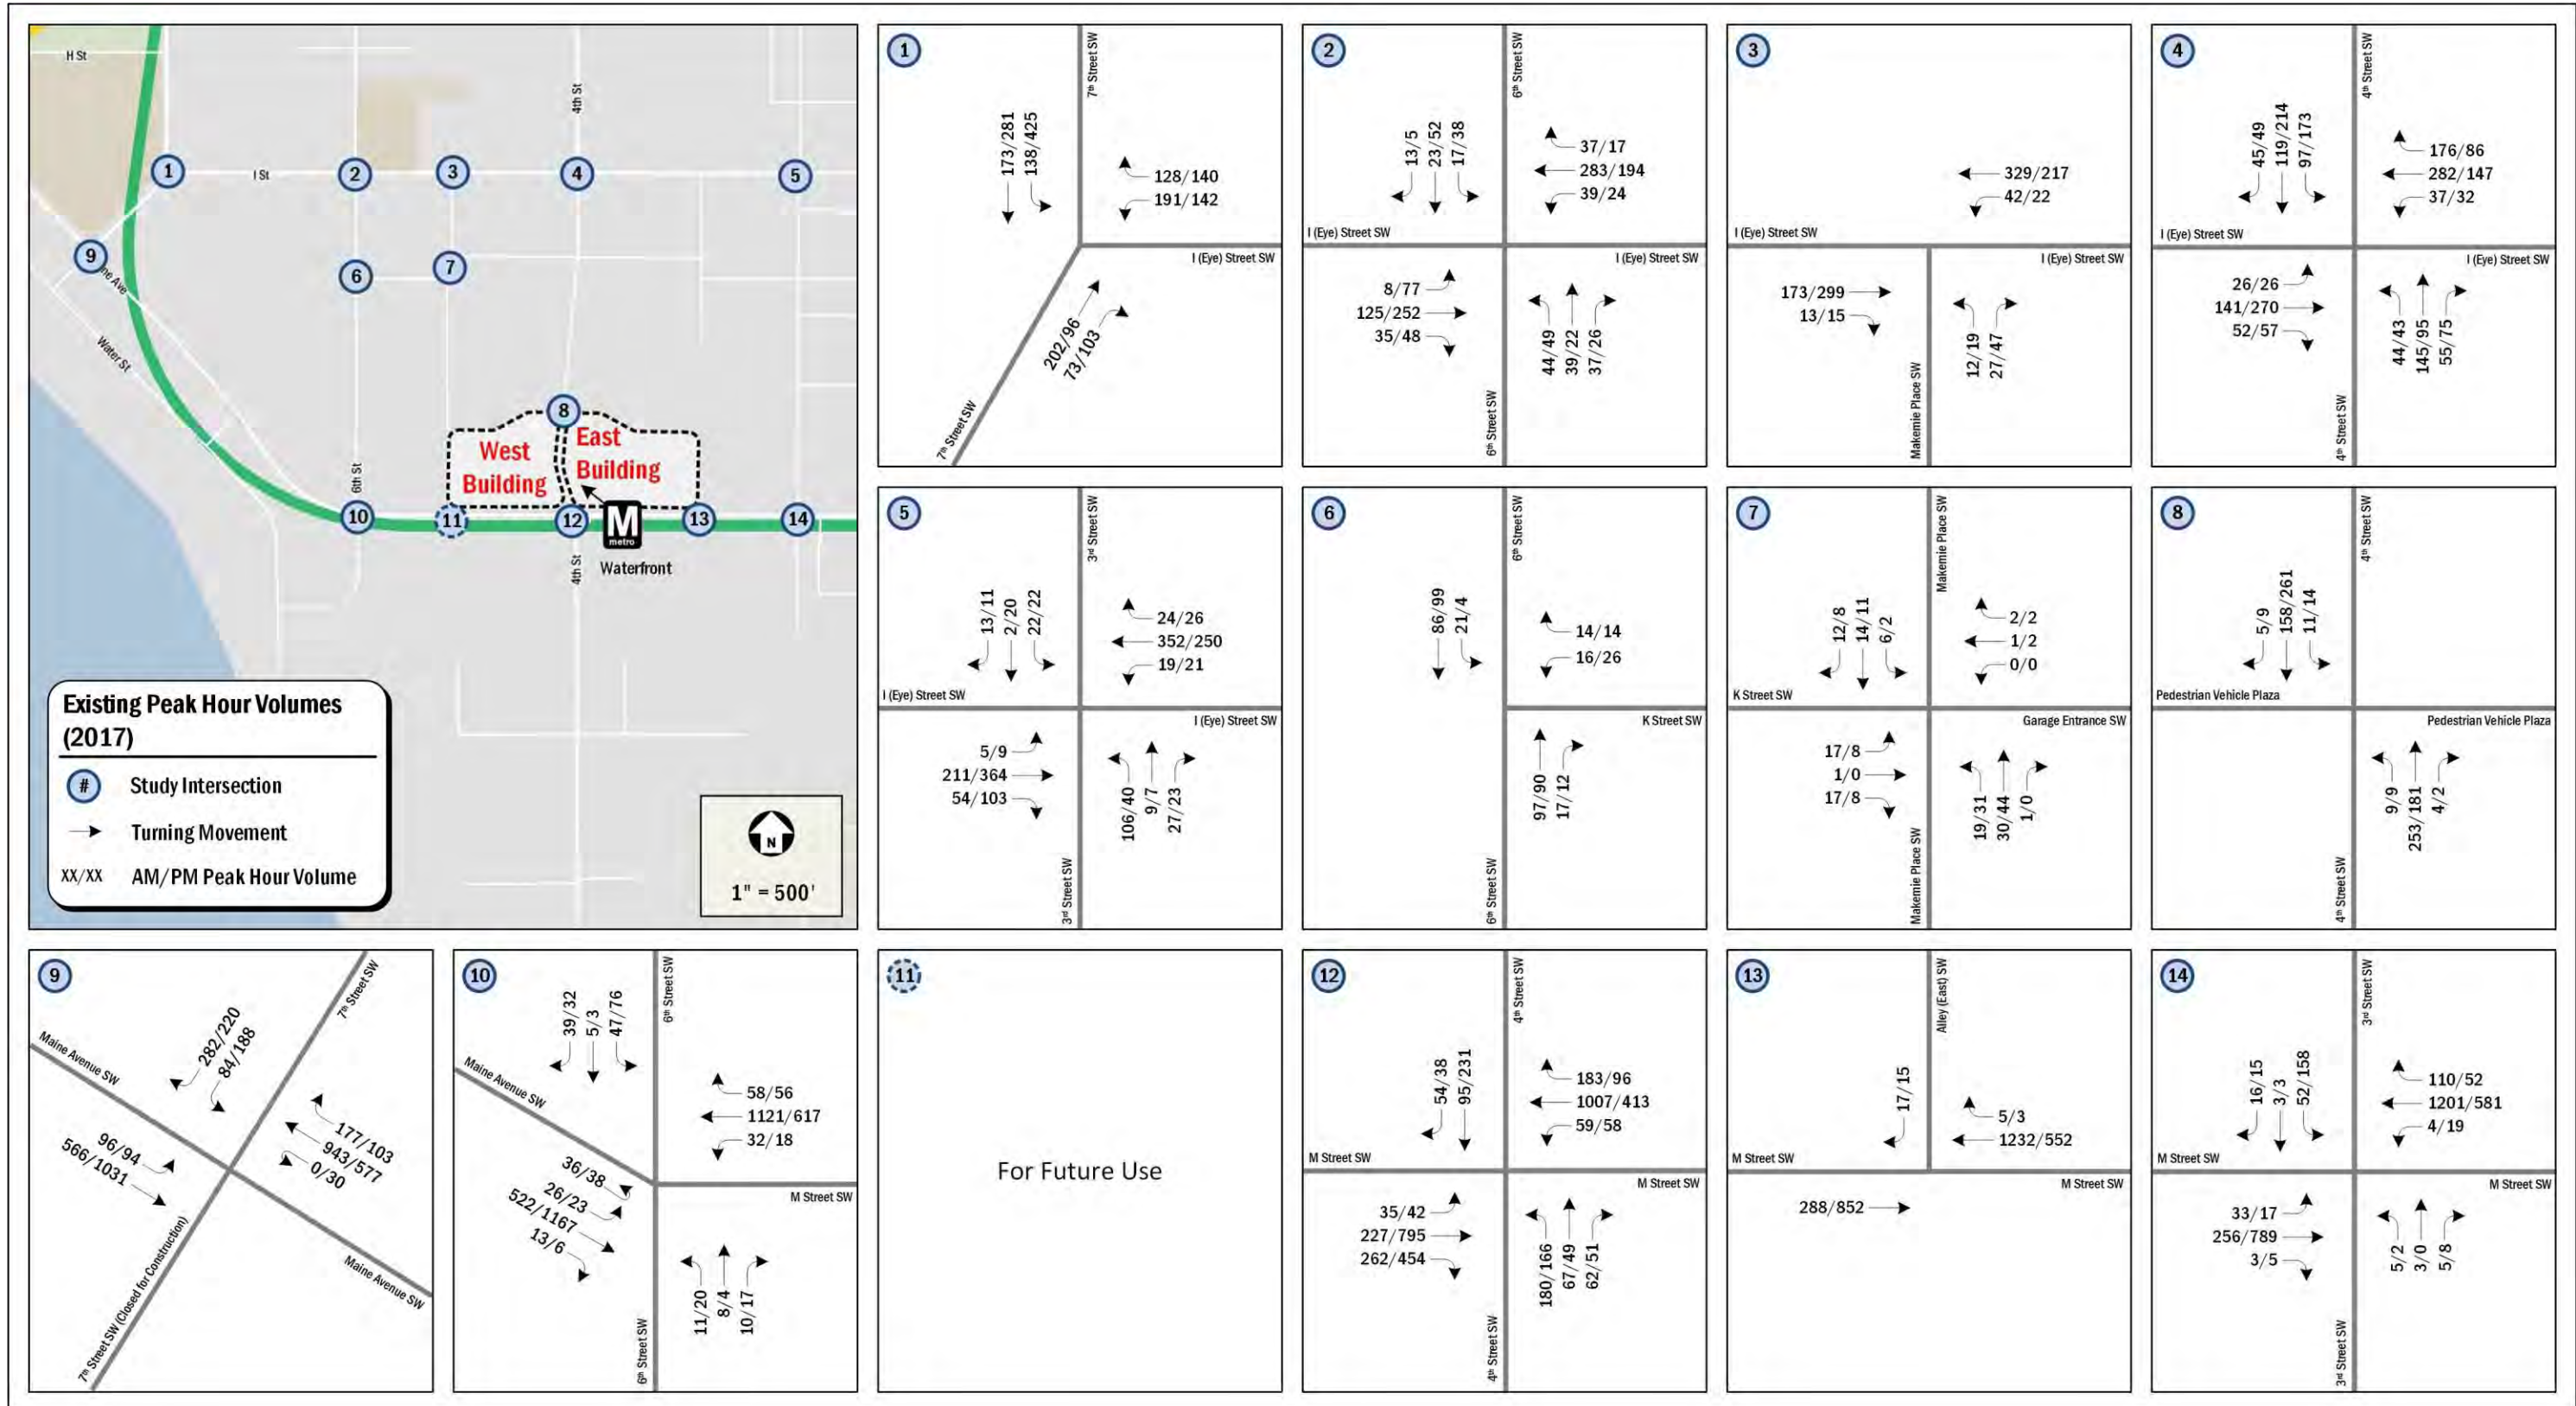 H St
4th St
1
2
3
4
5
I St
9
6
7
ne Ave
Water St
8
West
Building
East
Building
6th St
10
11
12
M
metro
13
14
4th St
Waterfront
Existing Peak Hour Volumes
(2017)
# Study Intersection
Turning Movement
XX/XX AM/PM Peak Hour Volume
N
1" = 500'
1
7th Street SW
173/281
138/425
128/140
191/142
I (Eye) Street SW
202/96
73/103
7th Street SW
2
6th Street SW
13/5
23/52
17/38
37/17
283/194
39/24
I (Eye) Street SW
I (Eye) Street SW
8/77
125/252
35/48
44/49
39/22
37/26
6th Street SW
3
329/217
42/22
I (Eye) Street SW
I (Eye) Street SW
173/299
13/15
12/19
27/47
Makemie Place SW
4
4th Street SW
45/49
119/214
97/173
176/86
282/147
37/32
I (Eye) Street SW
I (Eye) Street SW
26/26
141/270
52/57
44/43
145/95
55/75
4th Street SW
5
3rd Street SW
13/11
2/20
22/22
24/26
352/250
19/21
I (Eye) Street SW
I (Eye) Street SW
5/9
211/364
54/103
106/40
9/7
27/23
3rd Street SW
6
6th Street SW
86/99
21/4
14/14
16/26
K Street SW
97/90
17/12
6th Street SW
7
Makemie Place SW
12/8
14/11
6/2
2/2
1/2
0/0
K Street SW
Garage Entrance SW
17/8
1/0
17/8
19/31
30/44
1/0
Makemie Place SW
8
4th Street SW
5/9
158/261
11/14
Pedestrian Vehicle Plaza
Pedestrian Vehicle Plaza
9/9
253/181
4/2
4th Street SW
9
7th Street SW
282/220
84/188
Maine Avenue SW
177/103
943/577
0/30
96/94
566/1031
Maine Avenue SW
7th Street SW (Closed for Construction)
10
6th Street SW
39/32
5/3
47/76
Maine Avenue SW
58/56
1121/617
32/18
M Street SW
36/38
26/23
522/1167
13/6
11/20
8/4
10/17
6th Street SW
11
For Future Use
12
4th Street SW
54/38
95/231
183/96
1007/413
59/58
M Street SW
M Street SW
35/42
227/795
262/454
180/166
67/49
62/51
4th Street SW
13
Alley (East) SW
17/15
5/3
1232/552
M Street SW
M Street SW
288/852
14
3rd Street SW
16/15
3/3
52/158
110/52
1201/581
4/19
M Street SW
M Street SW
33/17
256/789
3/5
5/2
3/0
5/8
3rd Street SW